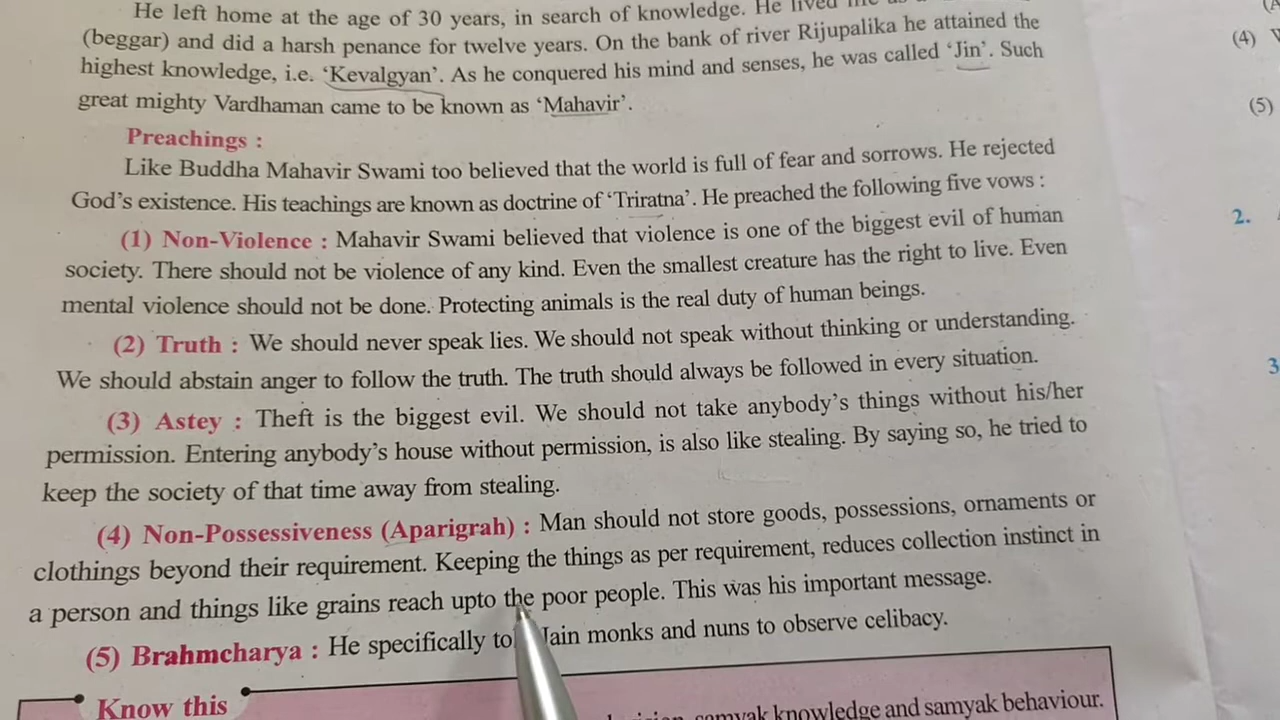 He left home at the age of 30 years, in search of knowledge. He lived
(beggar) and did a harsh penance for twelve years. On the bank of river Rijupalika he attained the
highest knowledge, i.e. ‘Kevalgyan’. As he conquered his mind and senses, he was called ‘Jin’. Such
great mighty Vardhaman came to be known as ‘Mahavir’.
Preachings :
Like Buddha Mahavir Swami too believed that the world is full of fear and sorrows. He rejected
God’s existence. His teachings are known as doctrine of ‘Triratna’. He preached the following five vows :
(1) Non-Violence : Mahavir Swami believed that violence is one of the biggest evil of human
society. There should not be violence of any kind. Even the smallest creature has the right to live. Even
mental violence should not be done. Protecting animals is the real duty of human beings.
(2) Truth : We should never speak lies. We should not speak without thinking or understanding.
We should abstain anger to follow the truth. The truth should always be followed in every situation.
(3) Astey : Theft is the biggest evil. We should not take anybody’s things without his/her
permission. Entering anybody’s house without permission, is also like stealing. By saying so, he tried to
keep the society of that time away from stealing.
(4) Non-Possessiveness (Aparigrah) : Man should not store goods, possessions, ornaments or
clothings beyond their requirement. Keeping the things as per requirement, reduces collection instinct in
a person and things like grains reach upto the poor people. This was his important message.
(5) Brahmcharya : He specifically Jain monks and nuns to observe celibacy.
Know this
samyak knowledge and samyak behaviour.
(4)
(5)
2.
3